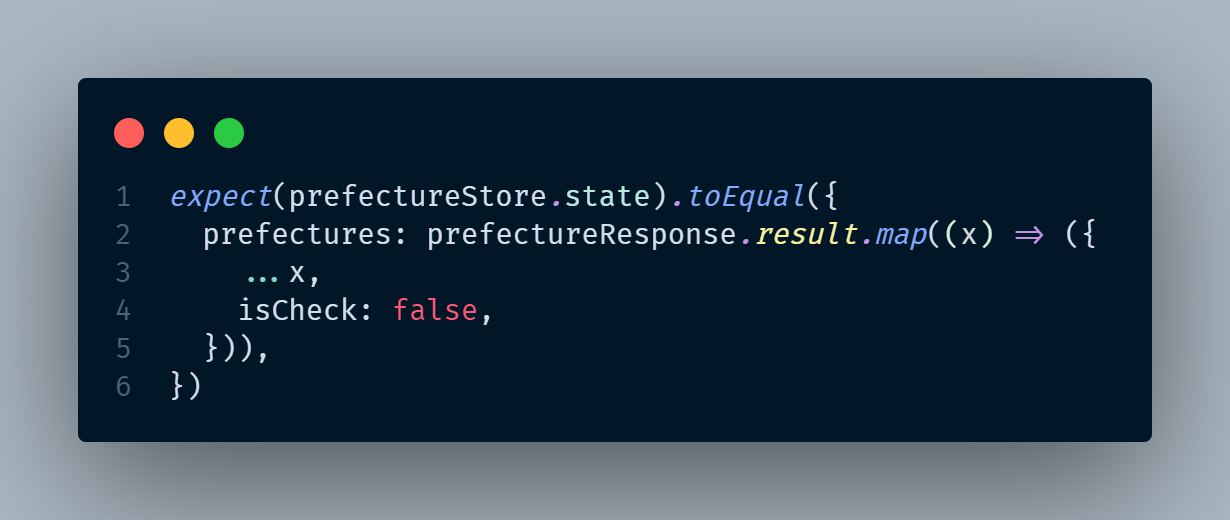 1 expect(prefectureStore.state).toEqual({
2   prefectures: prefectureResponse.result.map((x) => ({
3     ...x,
4     isCheck: false,
5   })),
6 })